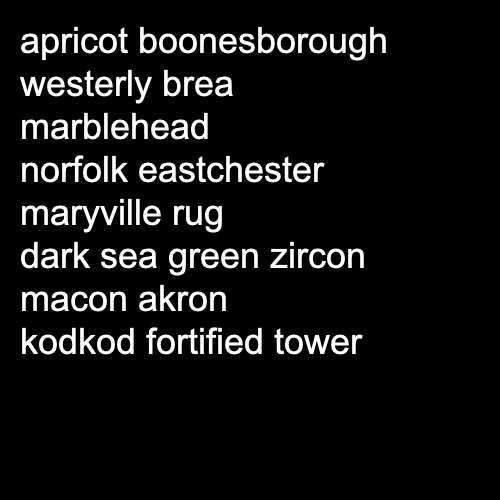 apricot boonesborough
westerly brea
marblehead
norfolk eastchester
maryville rug
dark sea green zircon
macon akron
kodkod fortified tower